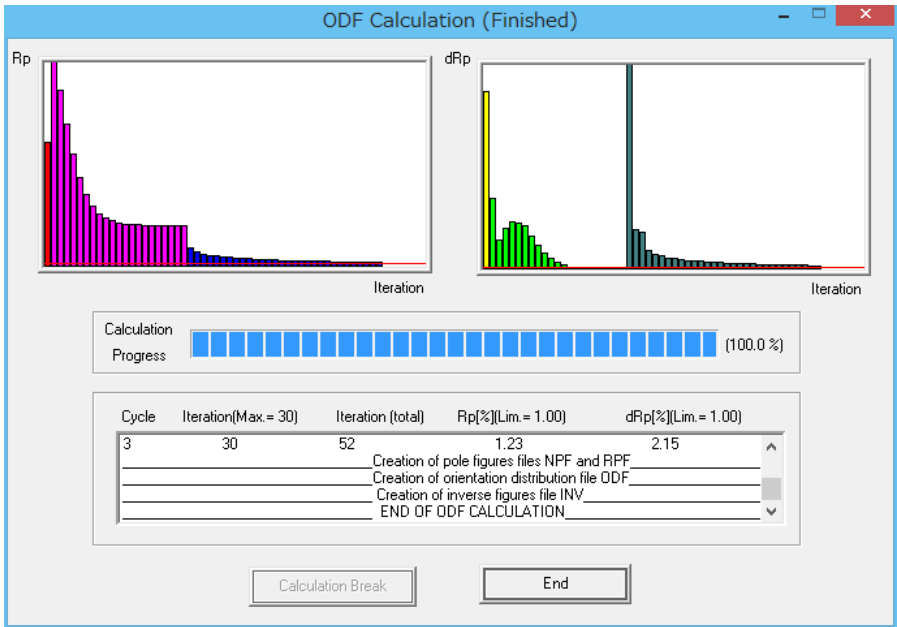 ODF Calculation (Finished)
Rp
dRp
Iteration
Iteration
Calculation Progress
(100.0 %)
Cycle Iteration(Max.= 30) Iteration (total) Rp[%](Lim.= 1.00) dRp[%](Lim.= 1.00)
3 30 52 1.23 2.15
Creation of pole figures files NPF and RPF
Creation of orientation distribution file ODF
Creation of inverse figures file INV
END OF ODF CALCULATION
Calculation Break
End